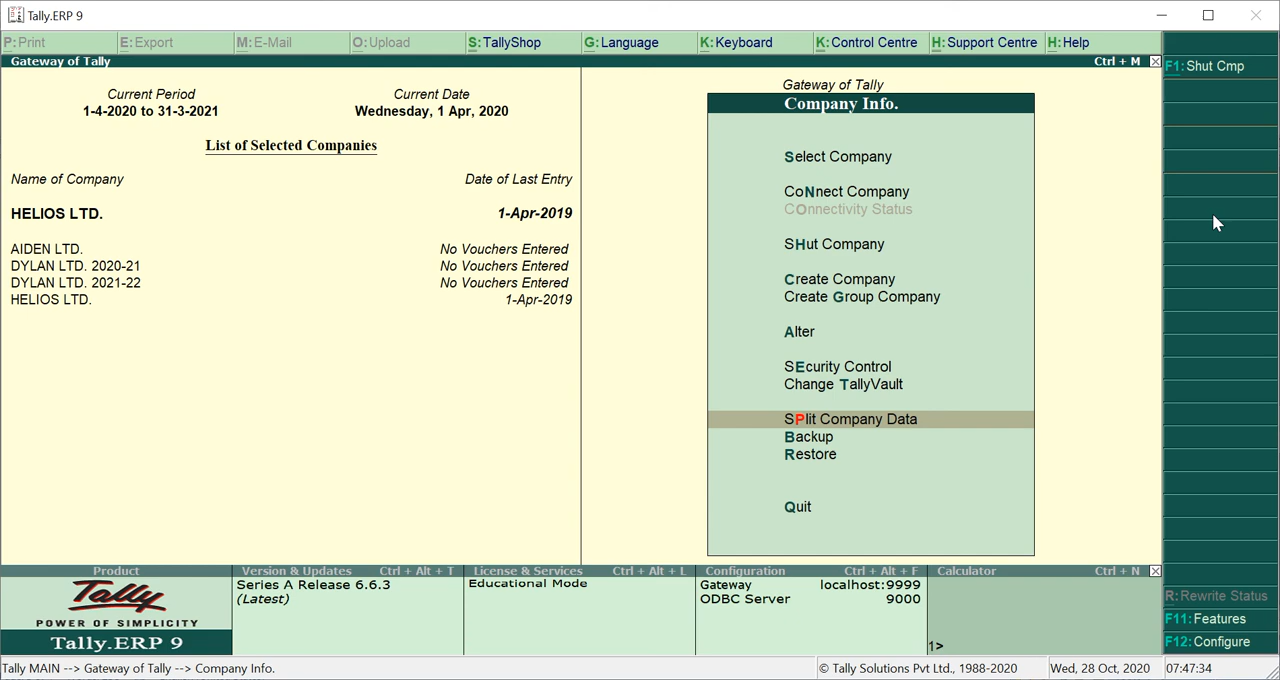 Tally.ERP 9
P: Print
E: Export
M: E-Mail
O: Upload
S: TallyShop
G: Language
K: Keyboard
K: Control Centre
H: Support Centre
H: Help
Gateway of Tally
Ctrl + M
F1: Shut Cmp
Current Period
1-4-2020 to 31-3-2021
Current Date
Wednesday, 1 Apr, 2020
List of Selected Companies
Name of Company
Date of Last Entry
HELIOS LTD.
1-Apr-2019
AIDEN LTD.
No Vouchers Entered
DYLAN LTD. 2020-21
No Vouchers Entered
DYLAN LTD. 2021-22
No Vouchers Entered
HELIOS LTD.
1-Apr-2019
Gateway of Tally
Company Info.
Select Company
CoNnect Company
COnnectivity Status
SHut Company
Create Company
Create Group Company
Alter
SEcurity Control
Change TallyVault
SPlit Company Data
Backup
Restore
Quit
Product
Tally
POWER OF SIMPLICITY
Tally.ERP 9
Version & Updates
Ctrl + Alt + T
Series A Release 6.6.3
(Latest)
License & Services
Ctrl + Alt + L
Educational Mode
Configuration
Ctrl + Alt + F
Gateway
localhost:9999
ODBC Server
9000
Calculator
Ctrl + N
1>
R: Rewrite Status
F11: Features
F12: Configure
Tally MAIN --> Gateway of Tally --> Company Info.
© Tally Solutions Pvt Ltd., 1988-2020
Wed, 28 Oct, 2020
07:47:34